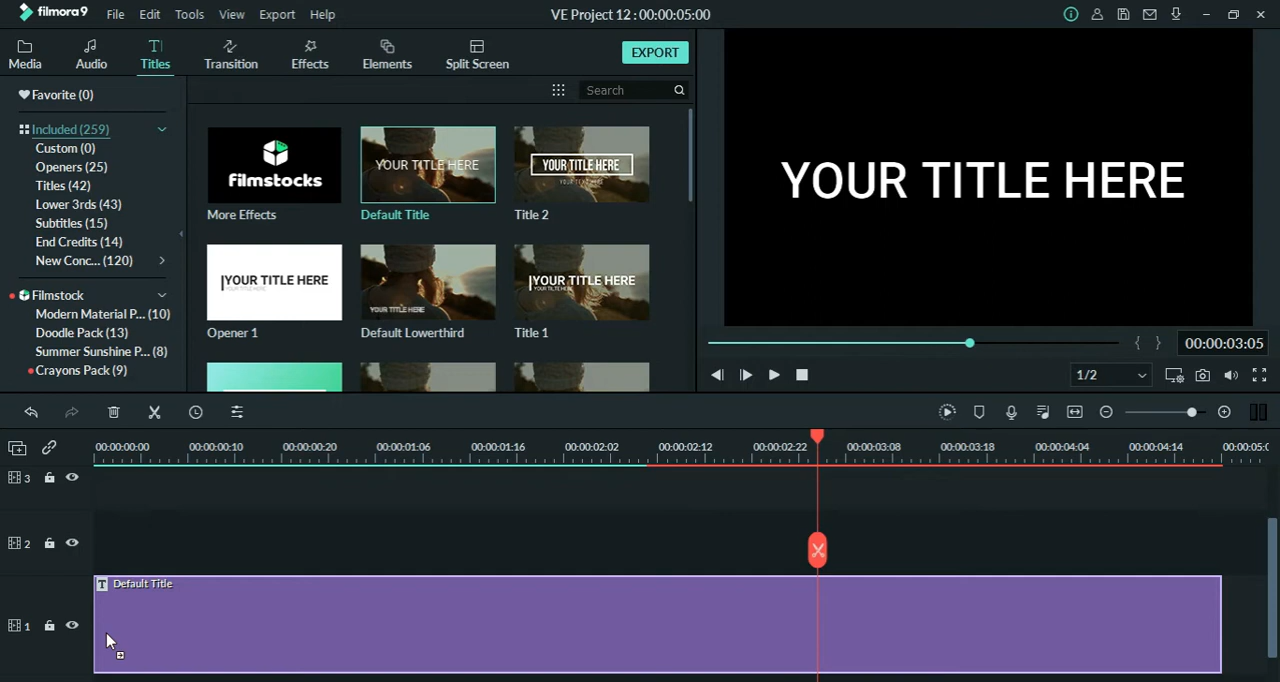 filmora9 File Edit Tools View Export Help VE Project 12 : 00:00:05:00
Media Audio Titles Transition Effects Elements Split Screen EXPORT
Favorite (0)
Search
Included (259)
Custom (0)
Openers (25)
Titles (42)
Lower 3rds (43)
Subtitles (15)
End Credits (14)
New Conc... (120)
Filmstock
Modern Material P... (10)
Doodle Pack (13)
Summer Sunshine P... (8)
Crayons Pack (9)
filmstocks
More Effects
YOUR TITLE HERE
Default Title
YOUR TITLE HERE
Title 2
YOUR TITLE HERE
Opener 1
YOUR TITLE HERE
Default Lowerthird
YOUR TITLE HERE
Title 1
YOUR TITLE HERE
{ } 00:00:03:05
1/2
00:00:00:00 00:00:00:10 00:00:00:20 00:00:01:06 00:00:01:16 00:00:02:02 00:00:02:12 00:00:02:22 00:00:03:08 00:00:03:18 00:00:04:04 00:00:04:14 00:00:05:0
3
2
T Default Title
1